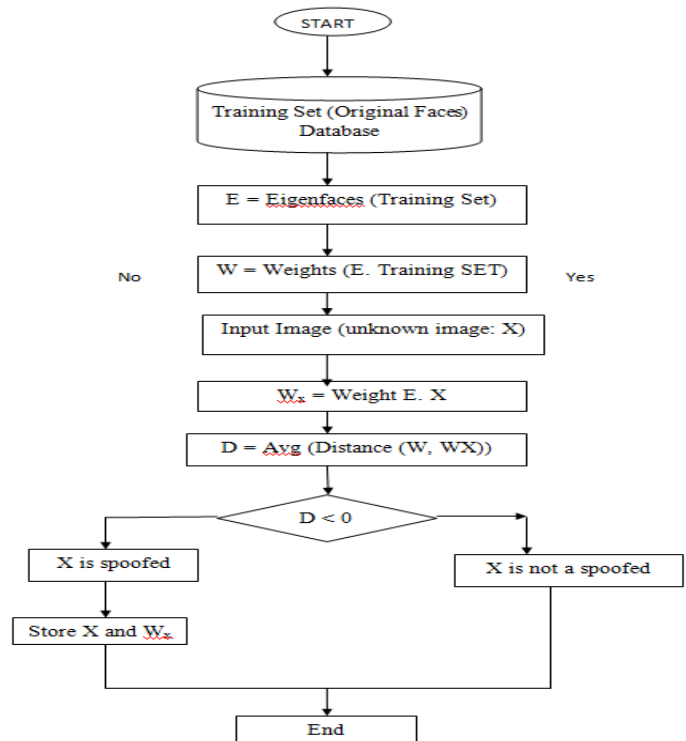 START
Training Set (Original Faces)
Database
E = Eigenfaces (Training Set)
W = Weights (E. Training SET)
No
Yes
Input Image (unknown image: X)
Wₓ = Weight E. X
D = Avg (Distance (W, WX))
D < 0
X is spoofed
X is not a spoofed
Store X and Wₓ
End